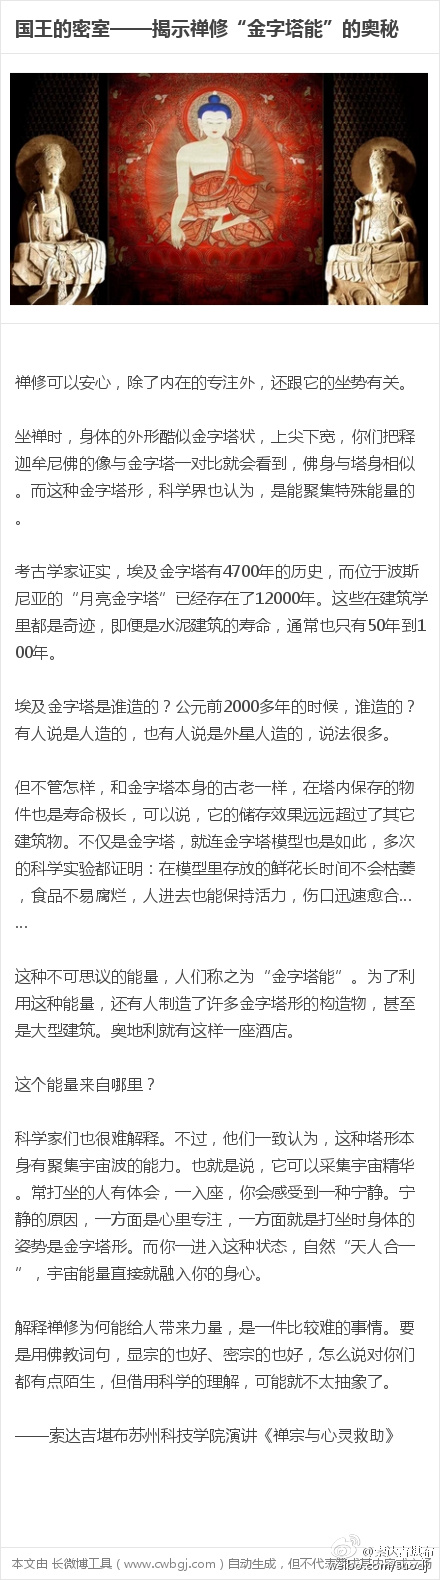 国王的密室——揭示禅修“金字塔能”的奥秘
禅修可以安心，除了内在的专注外，还跟它的坐势有关。
坐禅时，身体的外形酷似金字塔状，上尖下宽，你们把释
迦牟尼佛的像与金字塔一对比就会看到，佛身与塔身相似
。而这种金字塔形，科学界也认为，是能聚集特殊能量的
。
考古学家证实，埃及金字塔有4700年的历史，而位于波斯
尼亚的“月亮金字塔”已经存在了12000年。这些在建筑学
里都是奇迹，即便是水泥建筑的寿命，通常也只有50年到1
00年。
埃及金字塔是谁造的？公元前2000多年的时候，谁造的？
有人说是人造的，也有人说是外星人造的，说法很多。
但不管怎样，和金字塔本身的古老一样，在塔内保存的物
件也是寿命极长，可以说，它的储存效果远远超过了其它
建筑物。不仅是金字塔，就连金字塔模型也是如此，多次
的科学实验都证明：在模型里存放的鲜花长时间不会枯萎
，食品不易腐烂，人进去也能保持活力，伤口迅速愈合...
...
这种不可思议的能量，人们称之为“金字塔能”。为了利
用这种能量，还有人制造了许多金字塔形的构造物，甚至
是大型建筑。奥地利就有这样一座酒店。
这个能量来自哪里？
科学家们也很难解释。不过，他们一致认为，这种塔形本
身有聚集宇宙波的能力。也就是说，它可以采集宇宙精华
。常打坐的人有体会，一入座，你会感受到一种宁静。宁
静的原因，一方面是心里专注，一方面就是打坐时身体的
姿势是金字塔形。而你一进入这种状态，自然“天人合一
”，宇宙能量直接就融入你的身心。
解释禅修为何能给人带来力量，是一件比较难的事情。要
是用佛教词句，显宗的也好、密宗的也好，怎么说对你们
都有点陌生，但借用科学的理解，可能就不太抽象了。
——索达吉堪布苏州科技学院演讲《禅宗与心灵救助》
@索达吉堪布
本文由 长微博工具（www.cwbgj.com）自动生成，但不代表
weibo.com/suodj